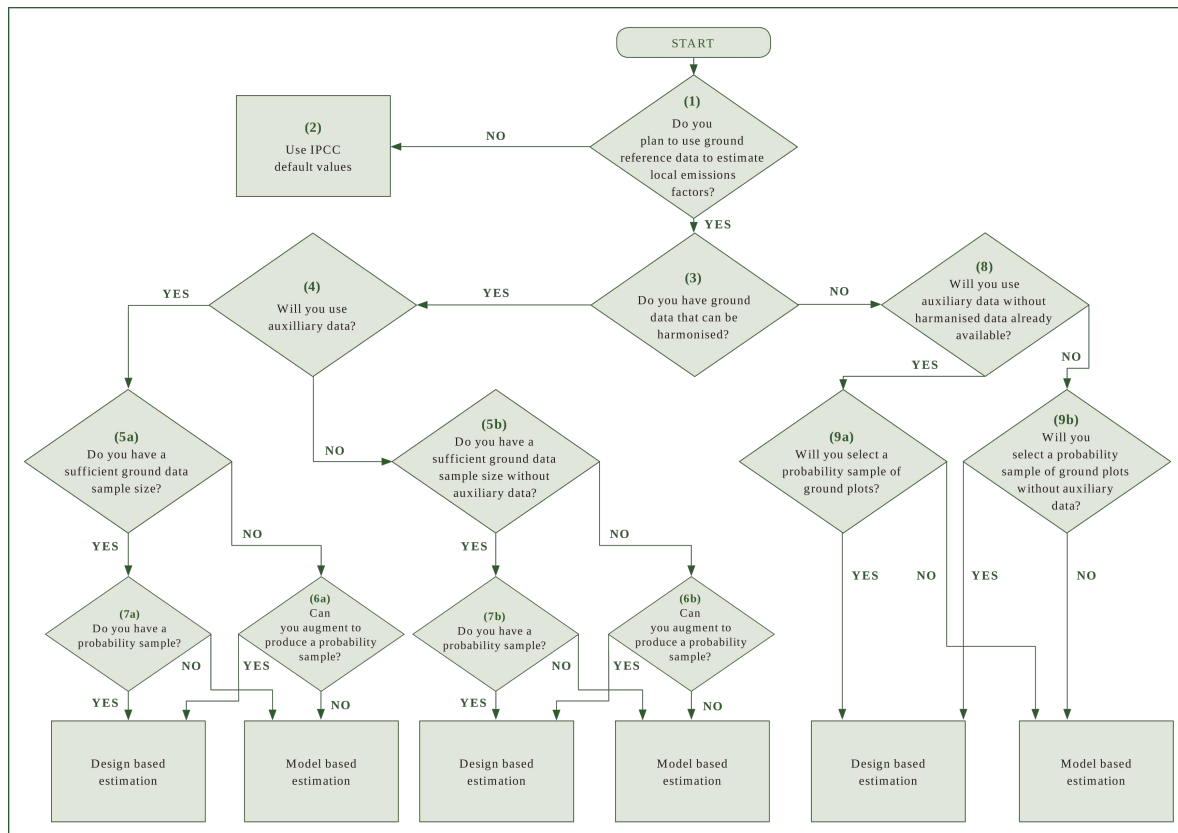 START
(1)
Do you
plan to use ground
reference data to estimate
local emissions
factors?
NO
(2)
Use IPCC
default values
YES
(3)
Do you have ground
data that can be
harmonised?
YES
NO
(4)
Will you use
auxilliary data?
YES
NO
(8)
Will you use
auxiliary data without
harmanised data already
available?
YES
NO
(5a)
Do you have a
sufficient ground data
sample size?
YES
NO
(5b)
Do you have a
sufficient ground data
sample size without
auxiliary data?
YES
NO
(9a)
Will you select a
probability sample of
ground plots?
YES
NO
(9b)
Will you
select a probability
sample of ground plots
without auxiliary
data?
YES
NO
(7a)
Do you have a
probability sample?
YES
NO
(6a)
Can
you augment to
produce a probability
sample?
YES
NO
(7b)
Do you have a
probability sample?
YES
NO
(6b)
Can
you augment to
produce a probability
sample?
YES
NO
Design based
estimation
Model based
estimation
Design based
estimation
Model based
estimation
Design based
estimation
Model based
estimation